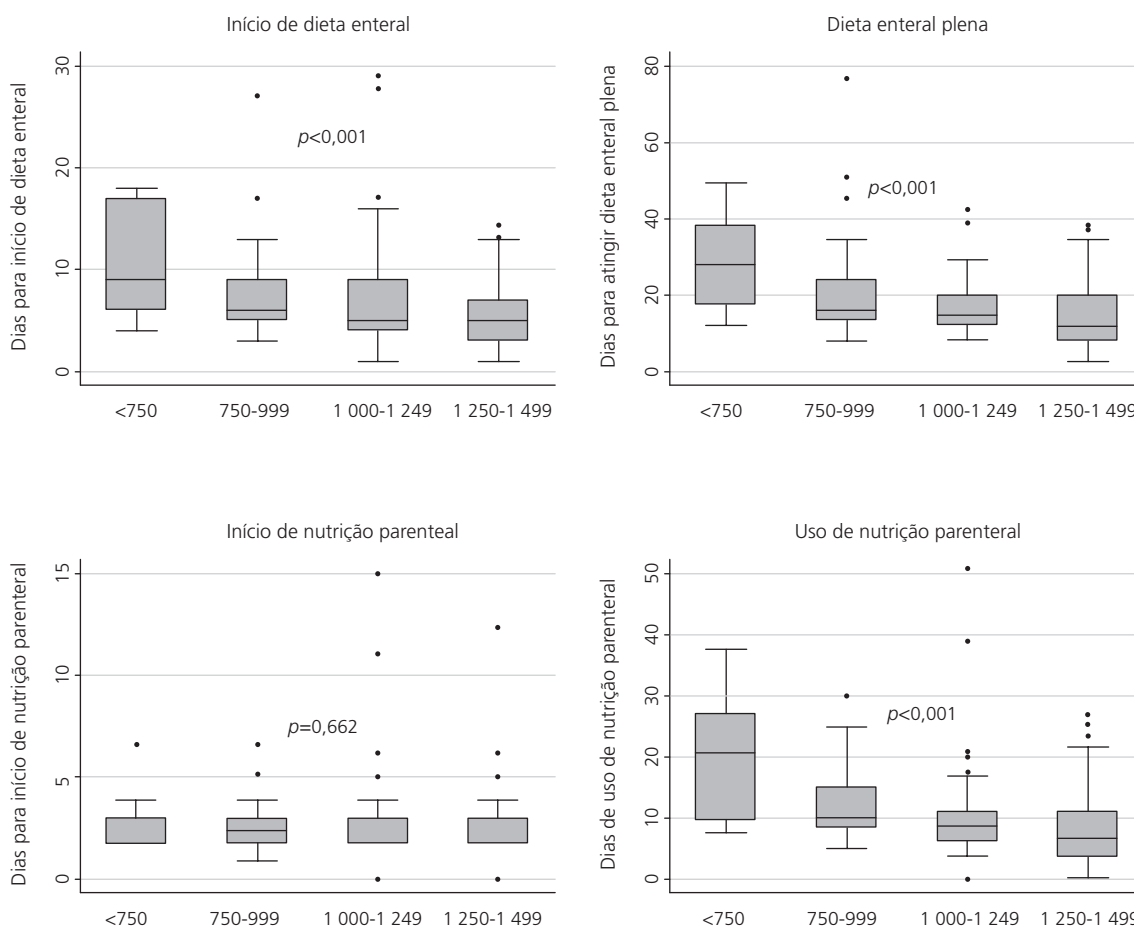 Início de dieta enteral
Dias para início de dieta enteral
30
20
10
0
p<0,001
<750 750-999 1 000-1 249 1 250-1 499
Dieta enteral plena
Dias para atingir dieta enteral plena
80
60
40
20
0
p<0,001
<750 750-999 1 000-1 249 1 250-1 499
Início de nutrição parenteal
Dias para início de nutrição parenteral
15
10
5
0
p=0,662
<750 750-999 1 000-1 249 1 250-1 499
Uso de nutrição parenteral
Dias de uso de nutrição parenteral
50
40
30
20
10
0
p<0,001
<750 750-999 1 000-1 249 1 250-1 499